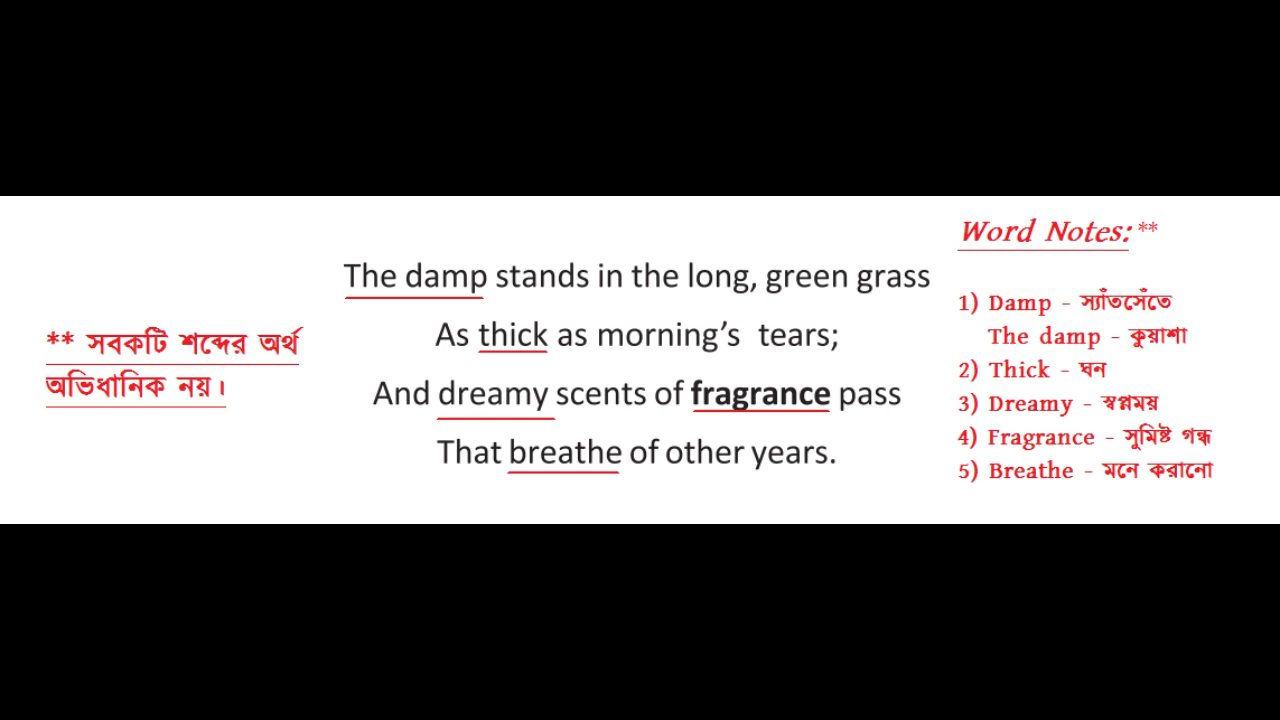 ** সবকটি শব্দের অর্থ
অভিধানিক নয়।
The damp stands in the long, green grass
As thick as morning's tears;
And dreamy scents of fragrance pass
That breathe of other years.
Word Notes:**
1) Damp - স্যাঁতসেঁতে
The damp - কুয়াশা
2) Thick - ঘন
3) Dreamy - স্বপ্নময়
4) Fragrance - সুমিষ্ট গন্ধ
5) Breathe - মনে করানো